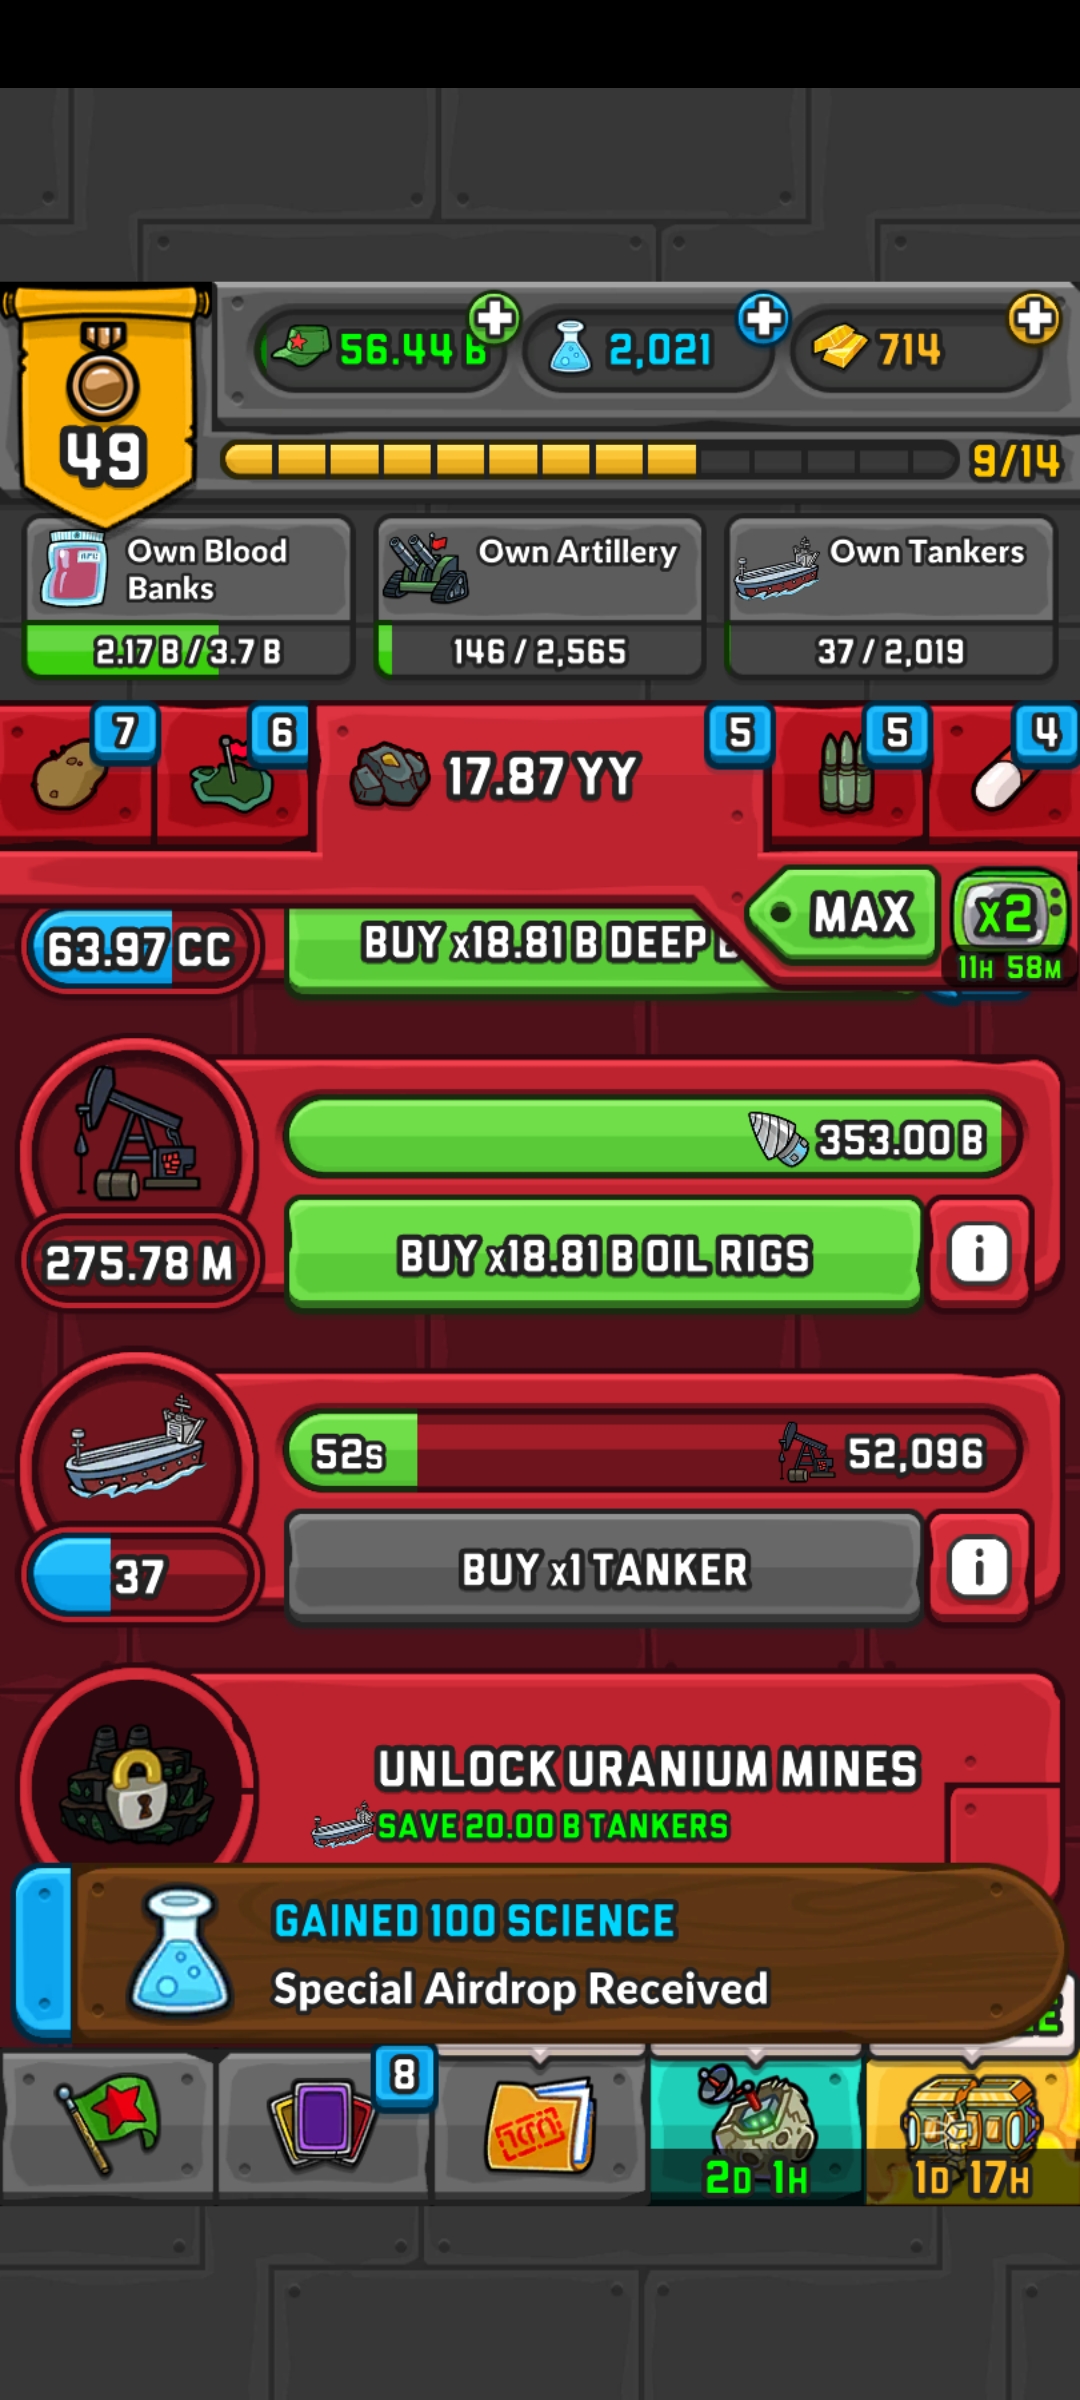 56.44 B
2,021
714
49
9/14
Own Blood Banks
Own Artillery
Own Tankers
2.17 B / 3.7 B
146 / 2,565
37 / 2,019
7
6
17.87 YY
5
5
4
MAX
x2
11H 58M
63.97 CC
BUY x18.81 B DEEP
353.00 B
275.78 M
BUY x18.81 B OIL RIGS
i
52s
52,096
37
BUY x1 TANKER
i
UNLOCK URANIUM MINES
SAVE 20.00 B TANKERS
GAINED 100 SCIENCE
Special Airdrop Received
8
2D 1H
1D 17H